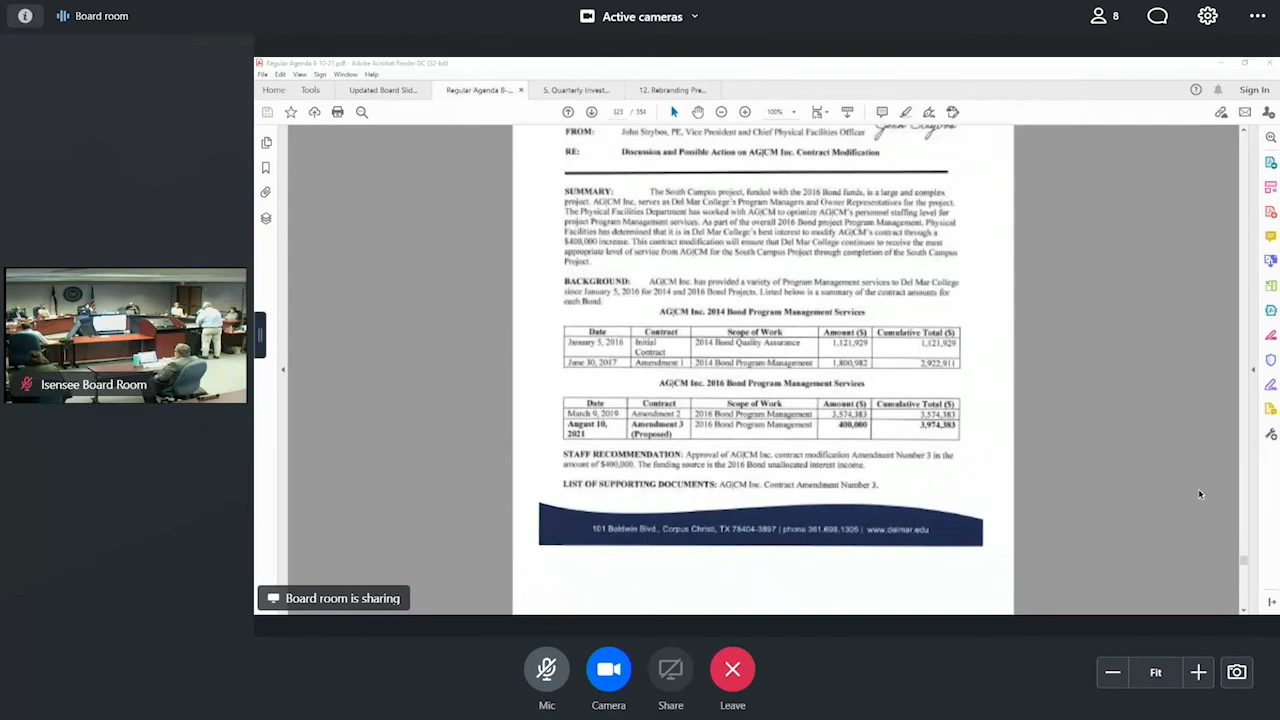 Board room
Active cameras
8
Regular Agenda 8-10-21.pdf - Adobe Acrobat Reader DC (32-bit)
File Edit View Sign Window Help
Home Tools Updated Board Slid... Regular Agenda 8-... × 5. Quarterly Invest... 12. Rebranding Pre... Sign In
323 / 354 100%
FROM: John Strybos, PE, Vice President and Chief Physical Facilities Officer
RE: Discussion and Possible Action on AG|CM Inc. Contract Modification
SUMMARY: The South Campus project, funded with the 2016 Bond funds, is a large and complex
project. AG|CM Inc. serves as Del Mar College's Program Managers and Owner Representatives for the project.
The Physical Facilities Department has worked with AG|CM to optimize AG|CM's personnel staffing level for
project Program Management services. As part of the overall 2016 Bond project Program Management, Physical
Facilities has determined that it is in Del Mar College's best interest to modify AG|CM's contract through a
$400,000 increase. This contract modification will ensure that Del Mar College continues to receive the most
appropriate level of service from AG|CM for the South Campus Project through completion of the South Campus
Project.
BACKGROUND: AG|CM Inc. has provided a variety of Program Management services to Del Mar College
since January 5, 2016 for 2014 and 2016 Bond Projects. Listed below is a summary of the contract amounts for
each Bond.
AG|CM Inc. 2014 Bond Program Management Services
Date Contract Scope of Work Amount ($) Cumulative Total ($)
January 5, 2016 Initial Contract 2014 Bond Quality Assurance 1,121,929 1,121,929
June 30, 2017 Amendment 1 2014 Bond Program Management 1,800,982 2,922,911
AG|CM Inc. 2016 Bond Program Management Services
Date Contract Scope of Work Amount ($) Cumulative Total ($)
March 9, 2019 Amendment 2 2016 Bond Program Management 3,574,383 3,574,383
August 10, 2021 Amendment 3 (Proposed) 2016 Bond Program Management 400,000 3,974,383
STAFF RECOMMENDATION: Approval of AG|CM Inc. contract modification Amendment Number 3 in the
amount of $400,000. The funding source is the 2016 Bond unallocated interest income.
LIST OF SUPPORTING DOCUMENTS: AG|CM Inc. Contract Amendment Number 3.
101 Baldwin Blvd., Corpus Christi, TX 78404-3897 | phone 361.698.1305 | www.delmar.edu
Isensee Board Room
Board room is sharing
Mic Camera Share Leave
Fit